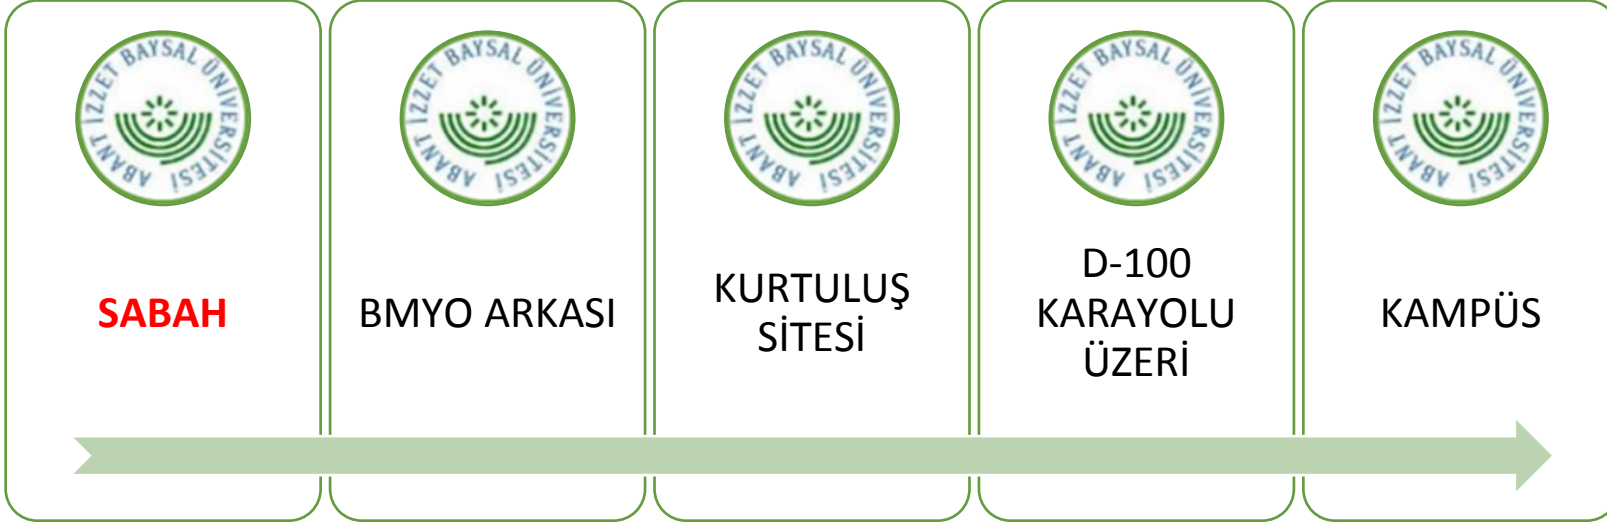 ABANT İZZET BAYSAL ÜNİVERSİTESİ
SABAH
ABANT İZZET BAYSAL ÜNİVERSİTESİ
BMYO ARKASI
ABANT İZZET BAYSAL ÜNİVERSİTESİ
KURTULUŞ
SİTESİ
ABANT İZZET BAYSAL ÜNİVERSİTESİ
D-100
KARAYOLU
ÜZERİ
ABANT İZZET BAYSAL ÜNİVERSİTESİ
KAMPÜS